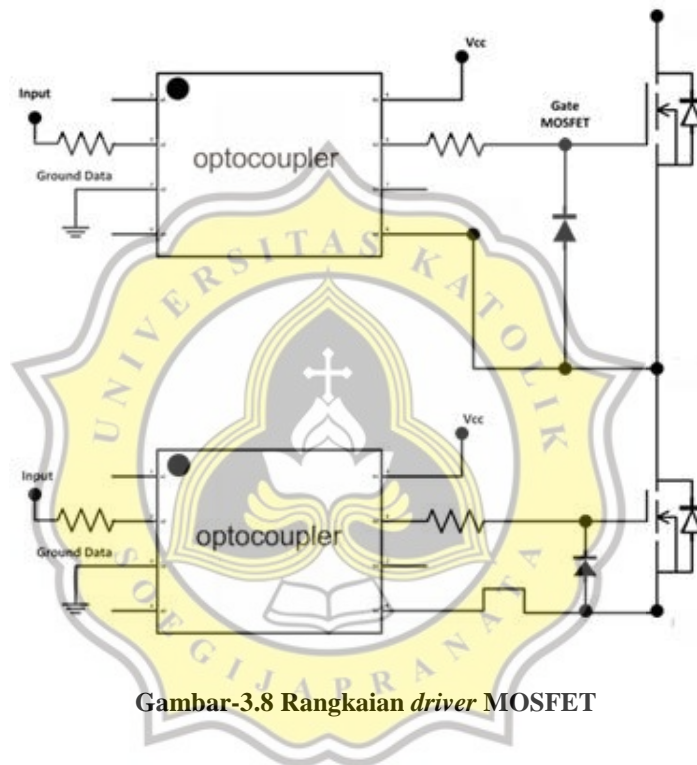 Vcc
Input
Gate
MOSFET
optocoupler
Ground Data
UNIVERSITAS KATOLIK
Vcc
Input
optocoupler
Ground Data
SOEGIJAPRANATA
Gambar-3.8 Rangkaian driver MOSFET